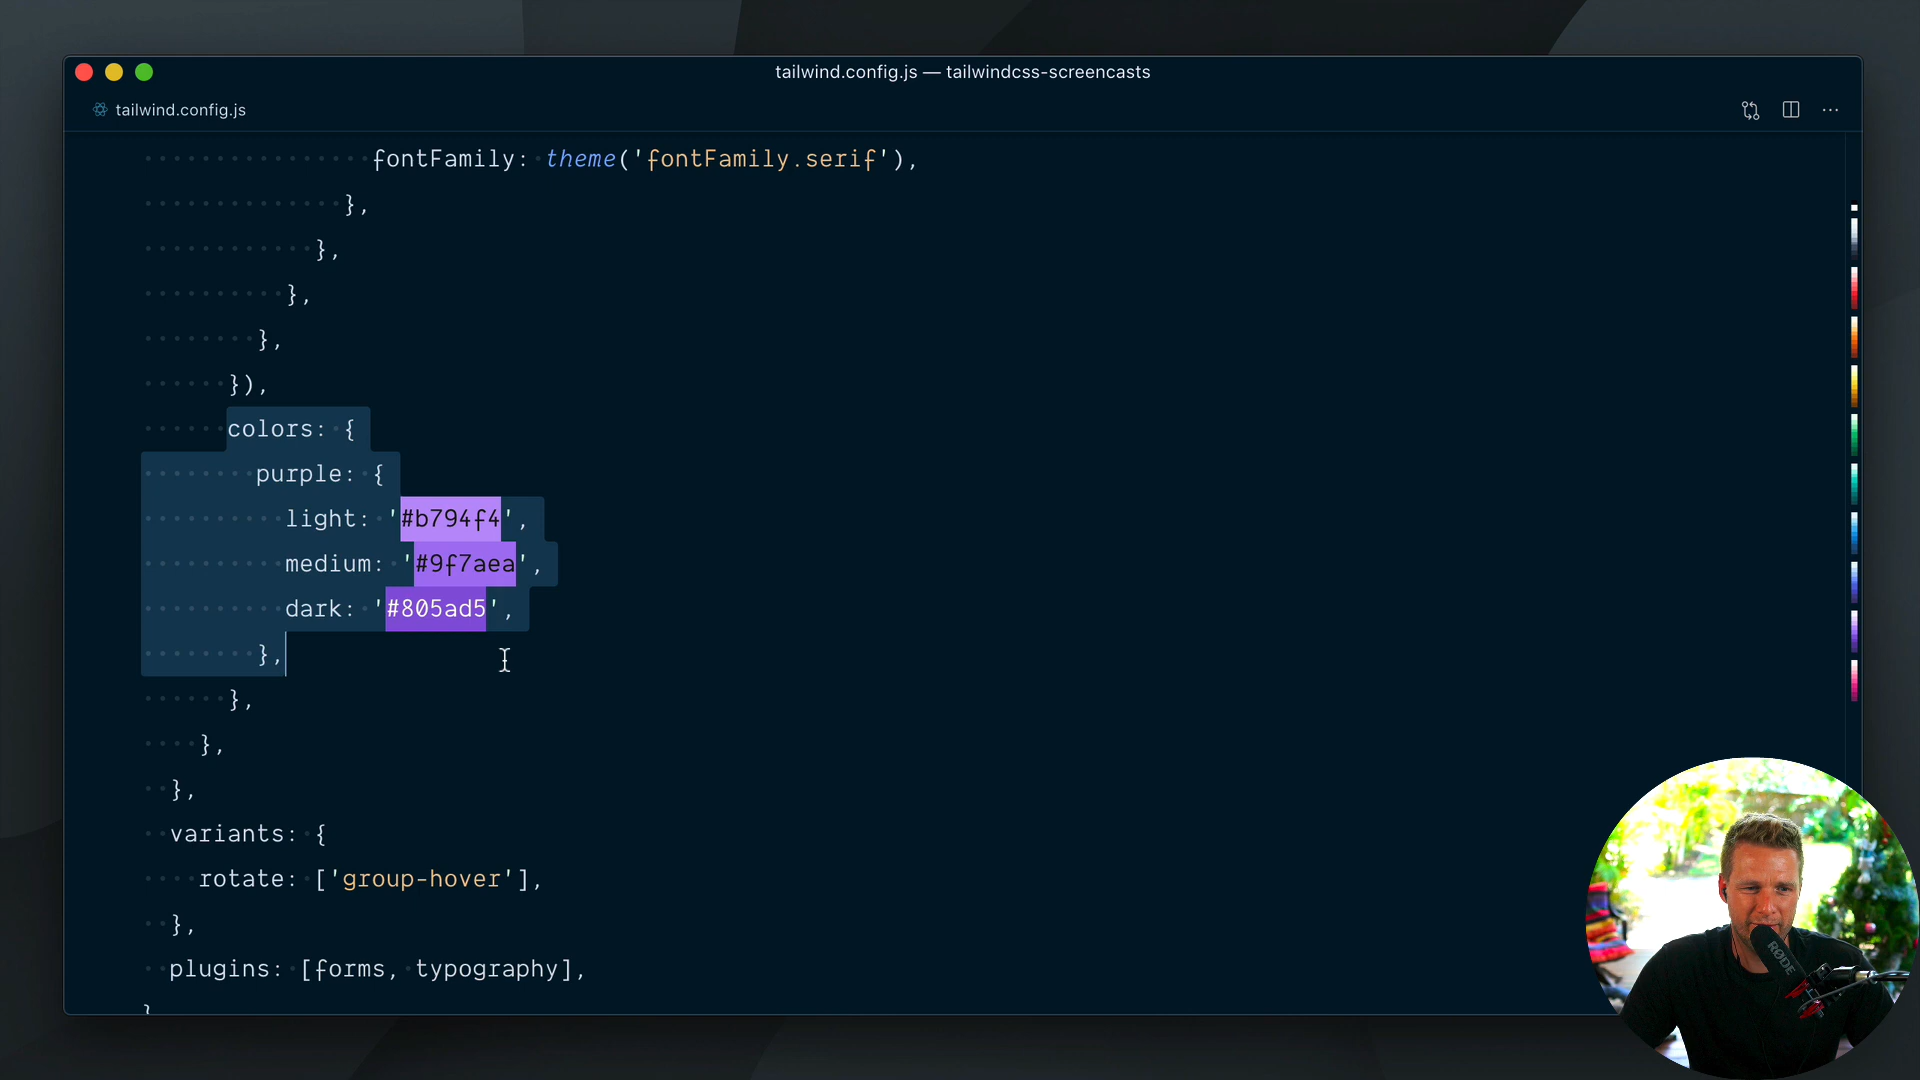 tailwind.config.js — tailwindcss-screencasts
tailwind.config.js
fontFamily: theme('fontFamily.serif'),
},
},
},
},
}),
colors: {
purple: {
light: '#b794f4',
medium: '#9f7aea',
dark: '#805ad5',
},
},
},
},
variants: {
rotate: ['group-hover'],
},
plugins: [forms, typography],
}
RØDE